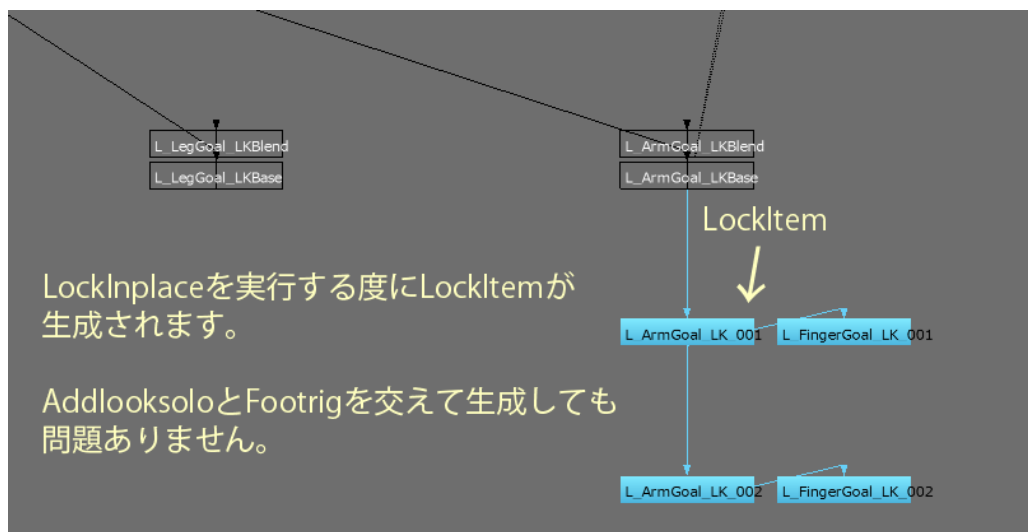 L_LegGoal_LKBlend
L_LegGoal_LKBase
L_ArmGoal_LKBlend
L_ArmGoal_LKBase
LockItem
LockInplaceを実行する度にLockItemが
生成されます。
L_ArmGoal_LK_001
L_FingerGoal_LK_001
AddlooksoloとFootrigを交えて生成しても
問題ありません。
L_ArmGoal_LK_002
L_FingerGoal_LK_002